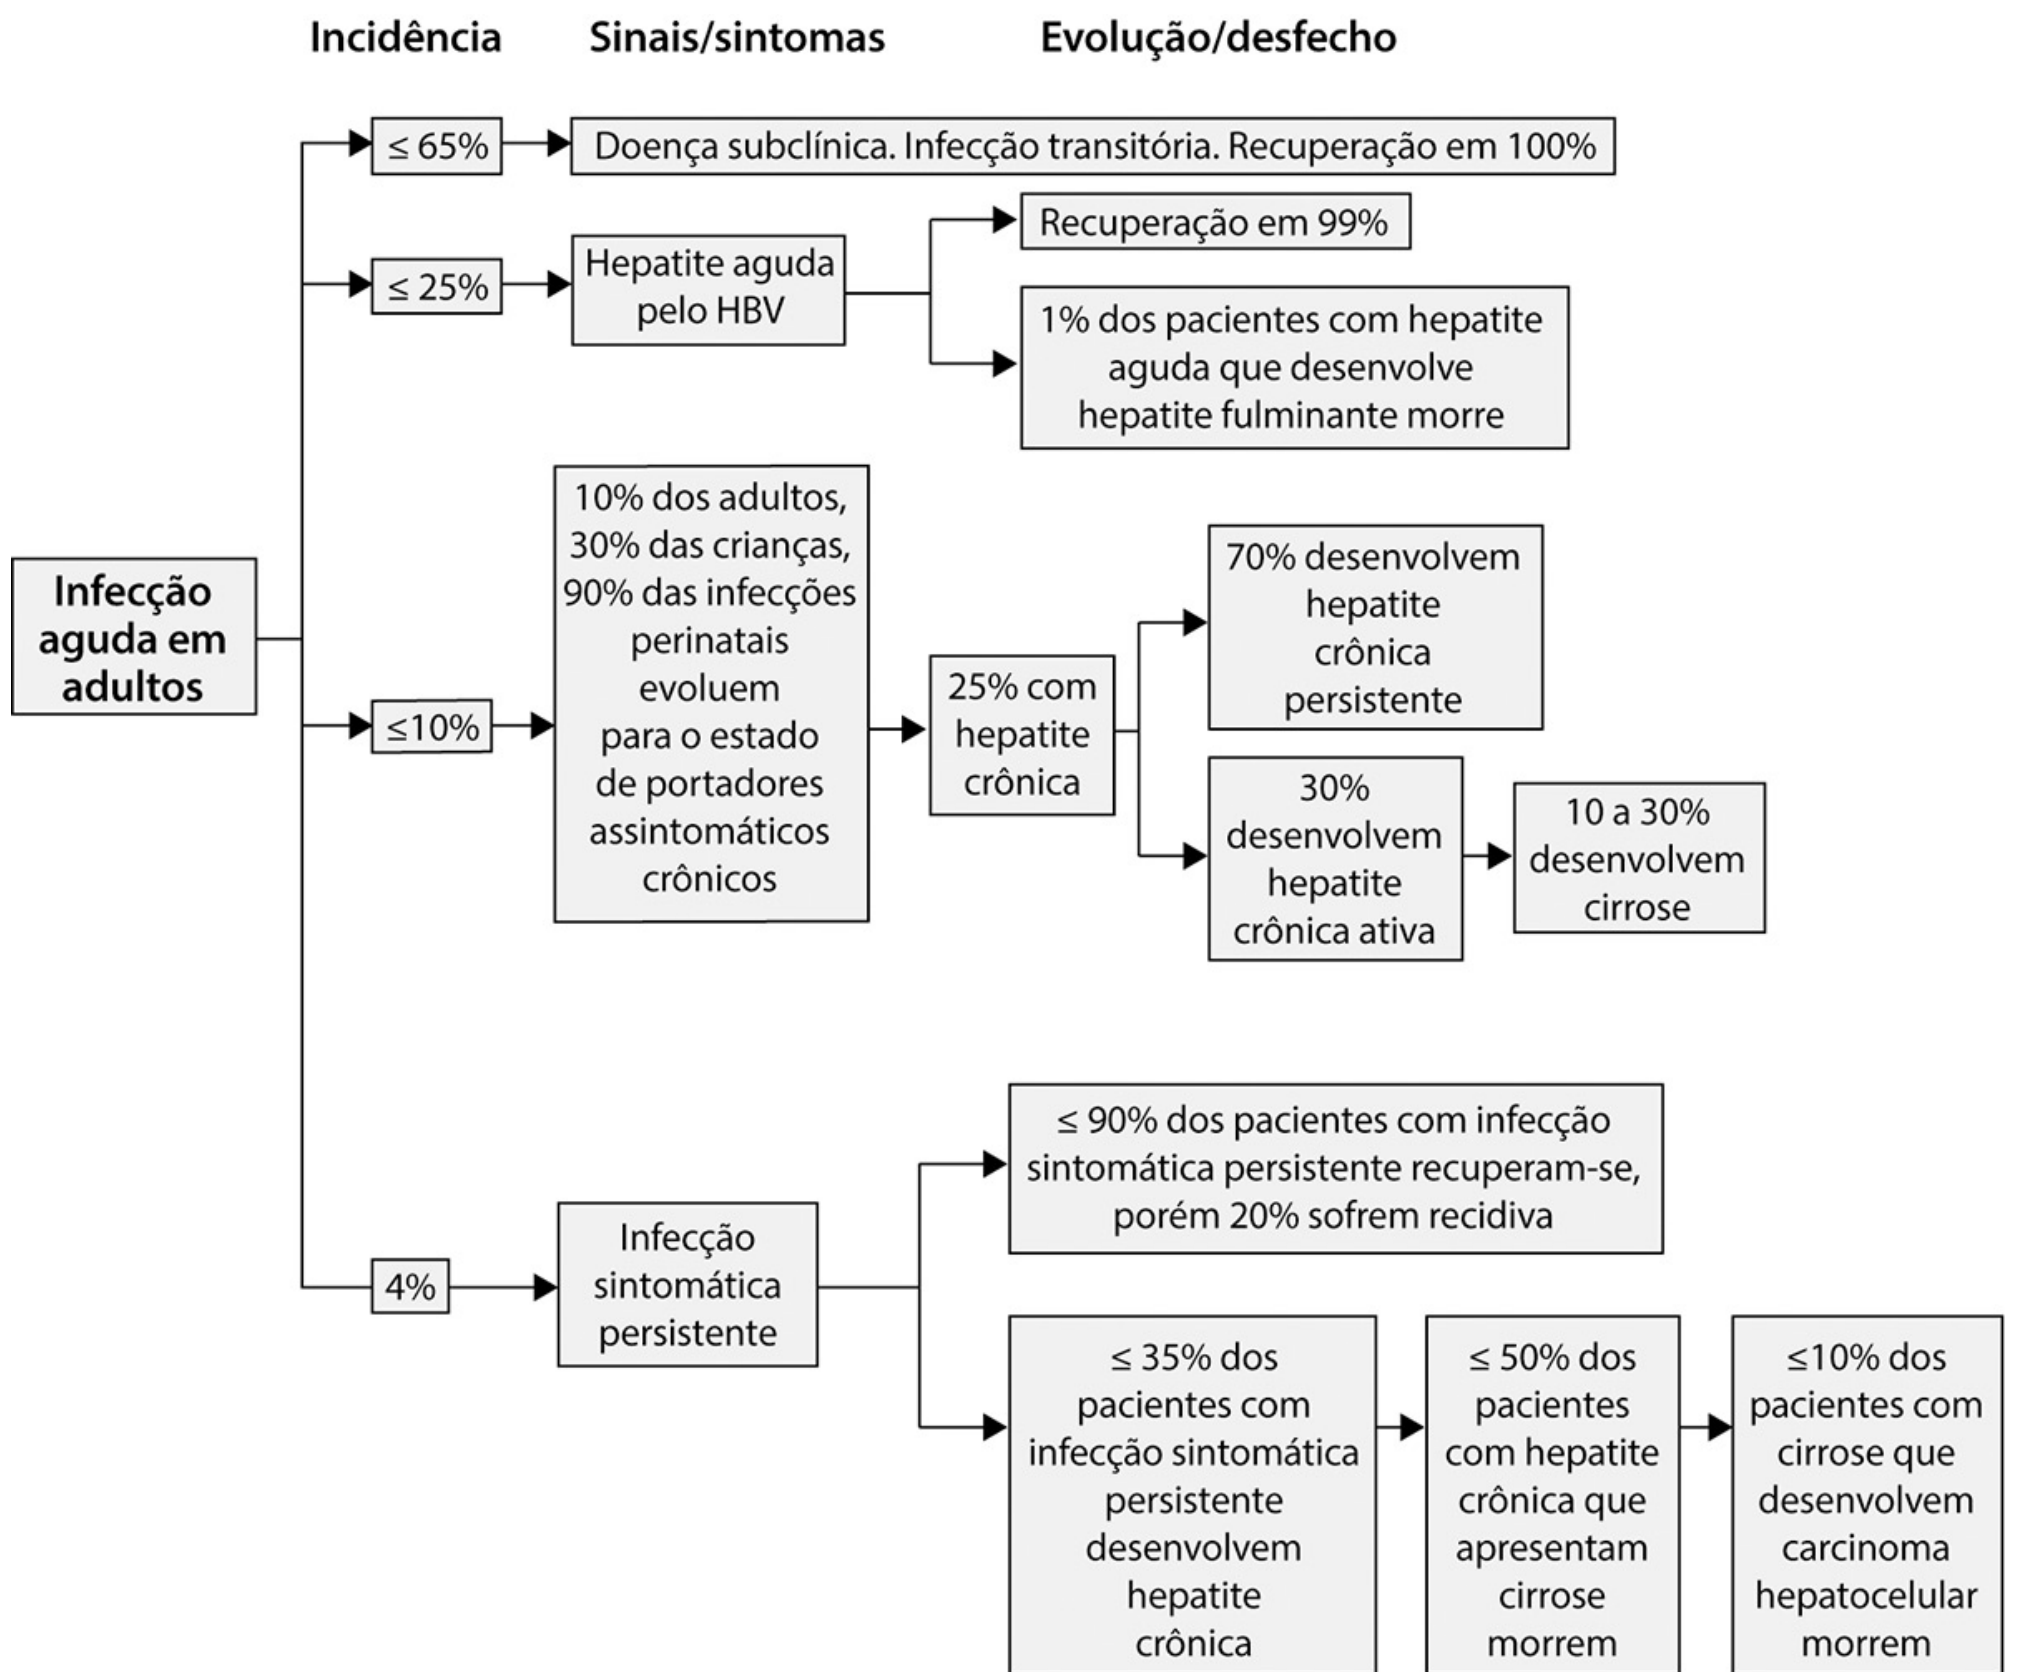 Incidência
Sinais/sintomas
Evolução/desfecho
Infecção
aguda em
adultos
≤ 65%
Doença subclínica. Infecção transitória. Recuperação em 100%
≤ 25%
Hepatite aguda
pelo HBV
Recuperação em 99%
1% dos pacientes com hepatite
aguda que desenvolve
hepatite fulminante morre
≤10%
10% dos adultos,
30% das crianças,
90% das infecções
perinatais
evoluem
para o estado
de portadores
assintomáticos
crônicos
25% com
hepatite
crônica
70% desenvolvem
hepatite
crônica
persistente
30%
desenvolvem
hepatite
crônica ativa
10 a 30%
desenvolvem
cirrose
4%
Infecção
sintomática
persistente
≤ 90% dos pacientes com infecção
sintomática persistente recuperam-se,
porém 20% sofrem recidiva
≤ 35% dos
pacientes com
infecção sintomática
persistente
desenvolvem
hepatite
crônica
≤ 50% dos
pacientes
com hepatite
crônica que
apresentam
cirrose
morrem
≤10% dos
pacientes com
cirrose que
desenvolvem
carcinoma
hepatocelular
morrem